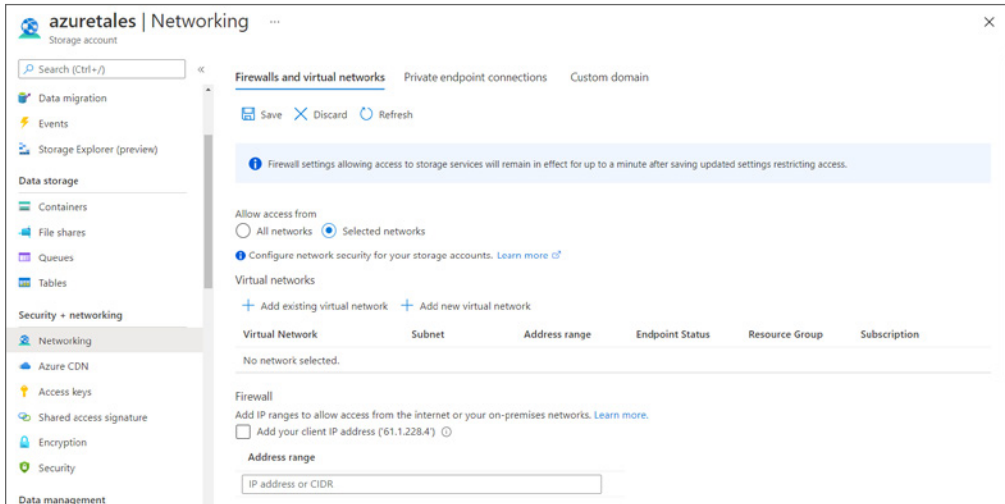 azuretales | Networking ...
Storage account
Search (Ctrl+/)
Data migration
Events
Storage Explorer (preview)
Data storage
Containers
File shares
Queues
Tables
Security + networking
Networking
Azure CDN
Access keys
Shared access signature
Encryption
Security
Data management
Firewalls and virtual networks Private endpoint connections Custom domain
Save Discard Refresh
Firewall settings allowing access to storage services will remain in effect for up to a minute after saving updated settings restricting access.
Allow access from
All networks Selected networks
Configure network security for your storage accounts. Learn more
Virtual networks
+ Add existing virtual network + Add new virtual network
Virtual Network Subnet Address range Endpoint Status Resource Group Subscription
No network selected.
Firewall
Add IP ranges to allow access from the internet or your on-premises networks. Learn more.
Add your client IP address ('61.1.228.4')
Address range
IP address or CIDR